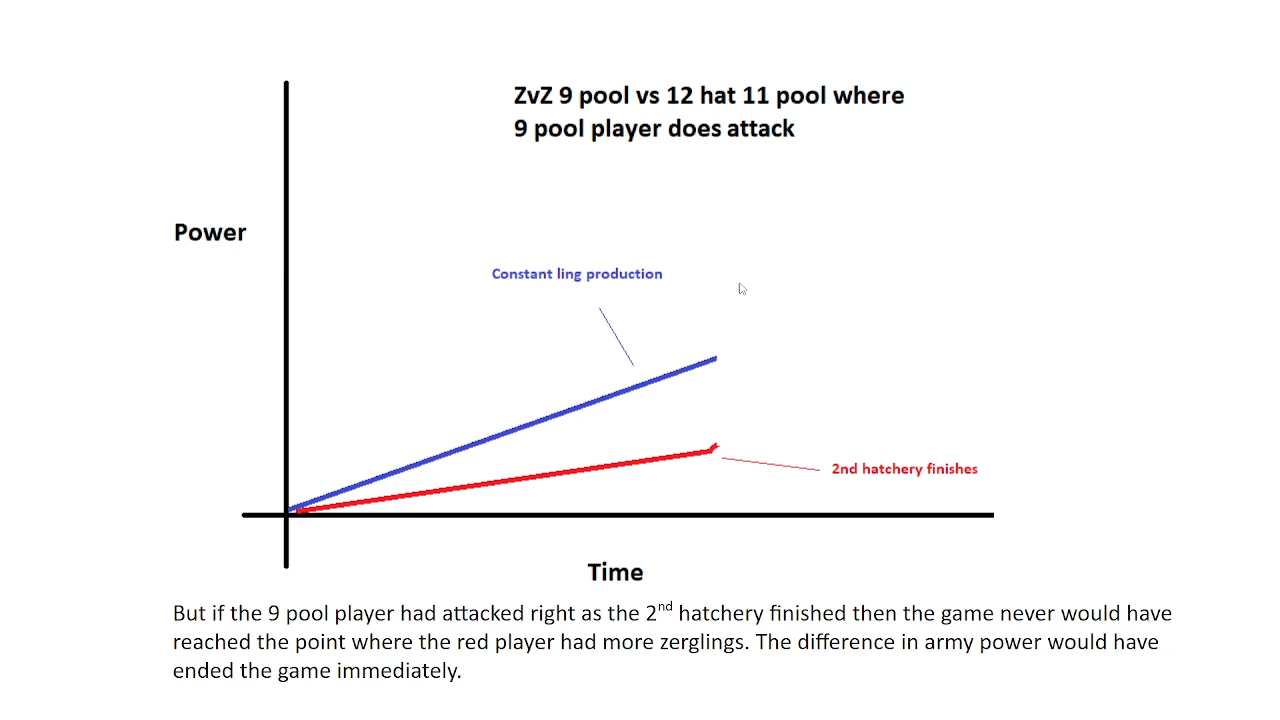 ZvZ 9 pool vs 12 hat 11 pool where
9 pool player does attack
Power
Constant ling production
2nd hatchery finishes
Time
But if the 9 pool player had attacked right as the 2nd hatchery finished then the game never would have
reached the point where the red player had more zerglings. The difference in army power would have
ended the game immediately.